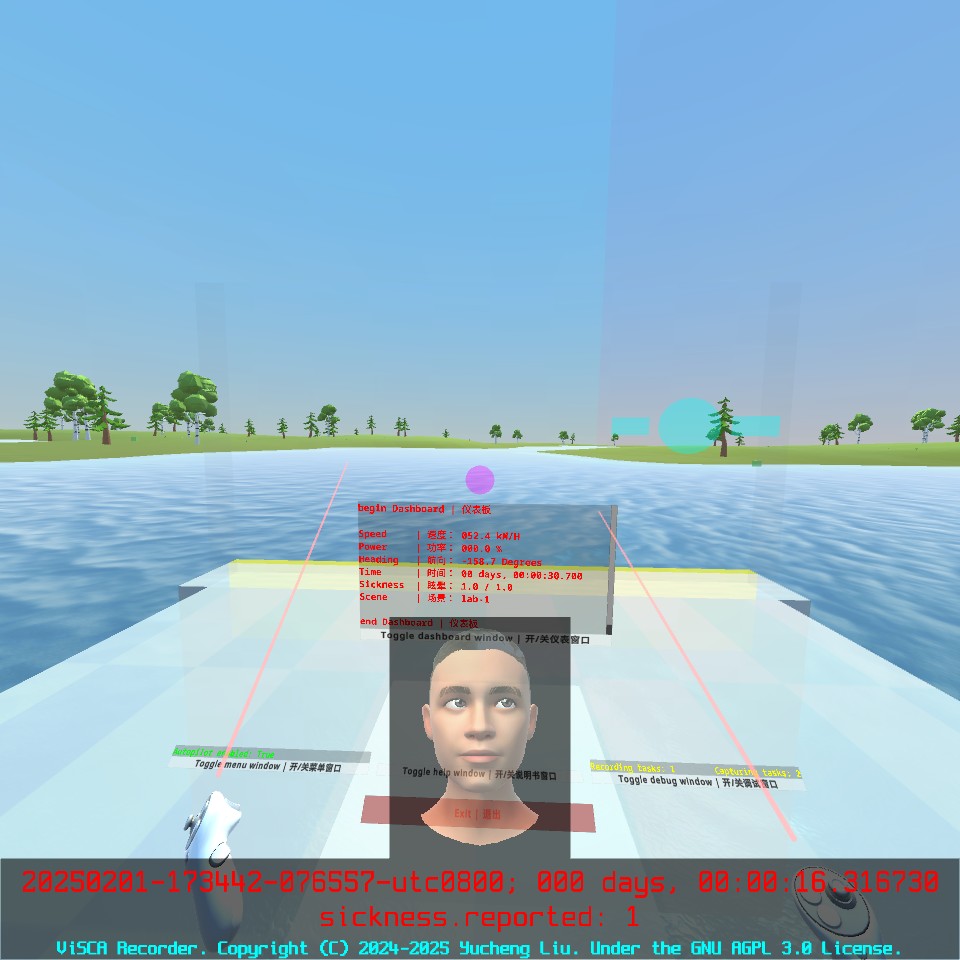 begin Dashboard | 仪表板
Speed | 速度： 052.4 kM/H
Power | 功率： 000.0 %
Heading | 航向： -158.7 Degrees
Time | 时间： 00 days, 00:00:30.700
Sickness | 眩晕： 1.0 / 1.0
Scene | 场景： lab-1
end Dashboard | 仪表板
Toggle dashboard window | 开/关仪表窗口
Autopilot enabled: True
Toggle menu window | 开/关菜单窗口
Toggle help window | 开/关说明书窗口
Recording tasks: 1 Capturing tasks: 2
Toggle debug window | 开/关调试窗口
Exit | 退出
20250201-173442-076557-utc0800; 000 days, 00:00:16.316730
sickness.reported: 1
ViSCA Recorder. Copyright (C) 2024-2025 Yucheng Liu. Under the GNU AGPL 3.0 License.